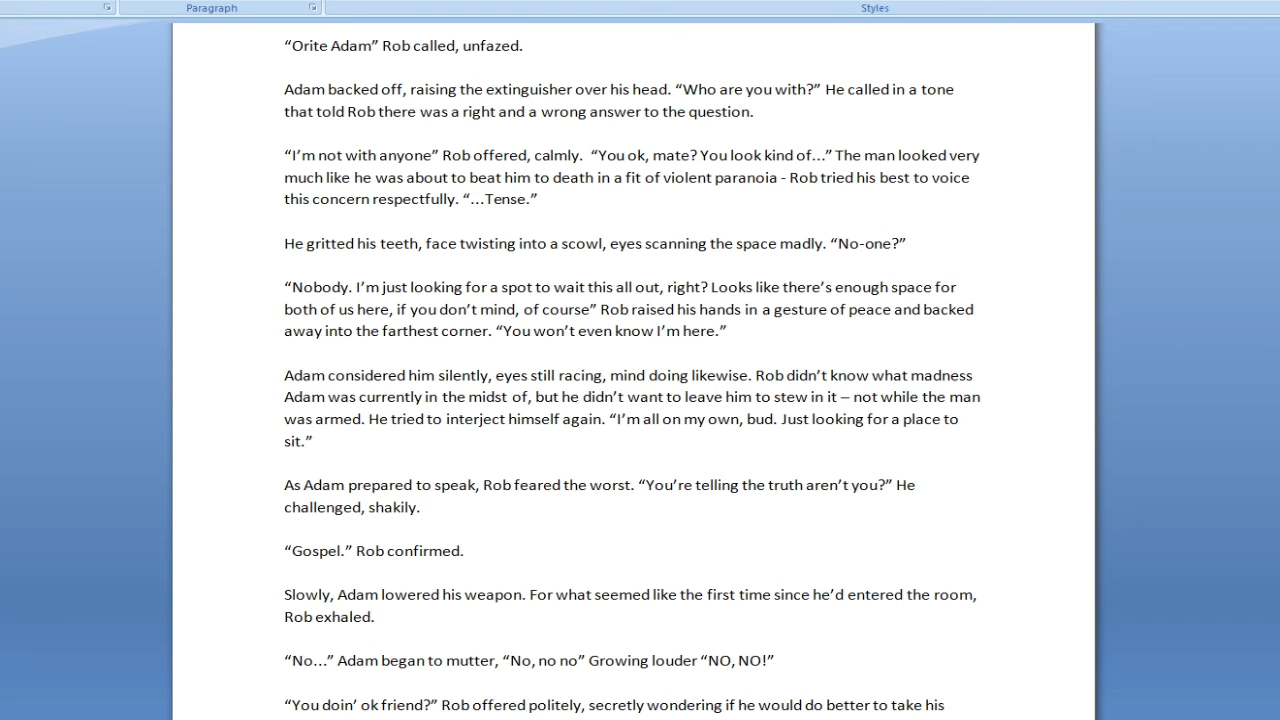 Paragraph
Styles
“Orite Adam” Rob called, unfazed.
Adam backed off, raising the extinguisher over his head. “Who are you with?” He called in a tone
that told Rob there was a right and a wrong answer to the question.
“I’m not with anyone” Rob offered, calmly.  “You ok, mate? You look kind of...” The man looked very
much like he was about to beat him to death in a fit of violent paranoia - Rob tried his best to voice
this concern respectfully. “...Tense.”
He gritted his teeth, face twisting into a scowl, eyes scanning the space madly. “No-one?”
“Nobody. I’m just looking for a spot to wait this all out, right? Looks like there’s enough space for
both of us here, if you don’t mind, of course” Rob raised his hands in a gesture of peace and backed
away into the farthest corner. “You won’t even know I’m here.”
Adam considered him silently, eyes still racing, mind doing likewise. Rob didn’t know what madness
Adam was currently in the midst of, but he didn’t want to leave him to stew in it – not while the man
was armed. He tried to interject himself again. “I’m all on my own, bud. Just looking for a place to
sit.”
As Adam prepared to speak, Rob feared the worst. “You’re telling the truth aren’t you?” He
challenged, shakily.
“Gospel.” Rob confirmed.
Slowly, Adam lowered his weapon. For what seemed like the first time since he’d entered the room,
Rob exhaled.
“No...” Adam began to mutter, “No, no no” Growing louder “NO, NO!”
“You doin’ ok friend?” Rob offered politely, secretly wondering if he would do better to take his